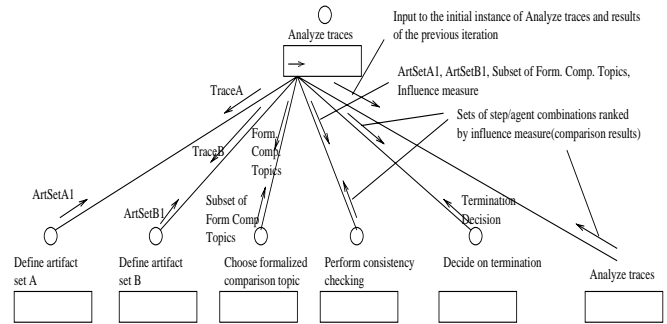 Analyze traces
Input to the initial instance of Analyze traces and results
of the previous iteration
ArtSetA1, ArtSetB1, Subset of Form. Comp. Topics,
Influence measure
Sets of step/agent combinations ranked
by influence measure(comparison results)
TraceA
TraceB
Form.
Comp.
Topics
ArtSetA1
ArtSetB1
Subset of
Form Comp
Topics
Termination
Decision
Define artifact
set A
Define artifact
set B
Choose formalized
comparison topic
Perform consistency
checking
Decide on termination
Analyze traces